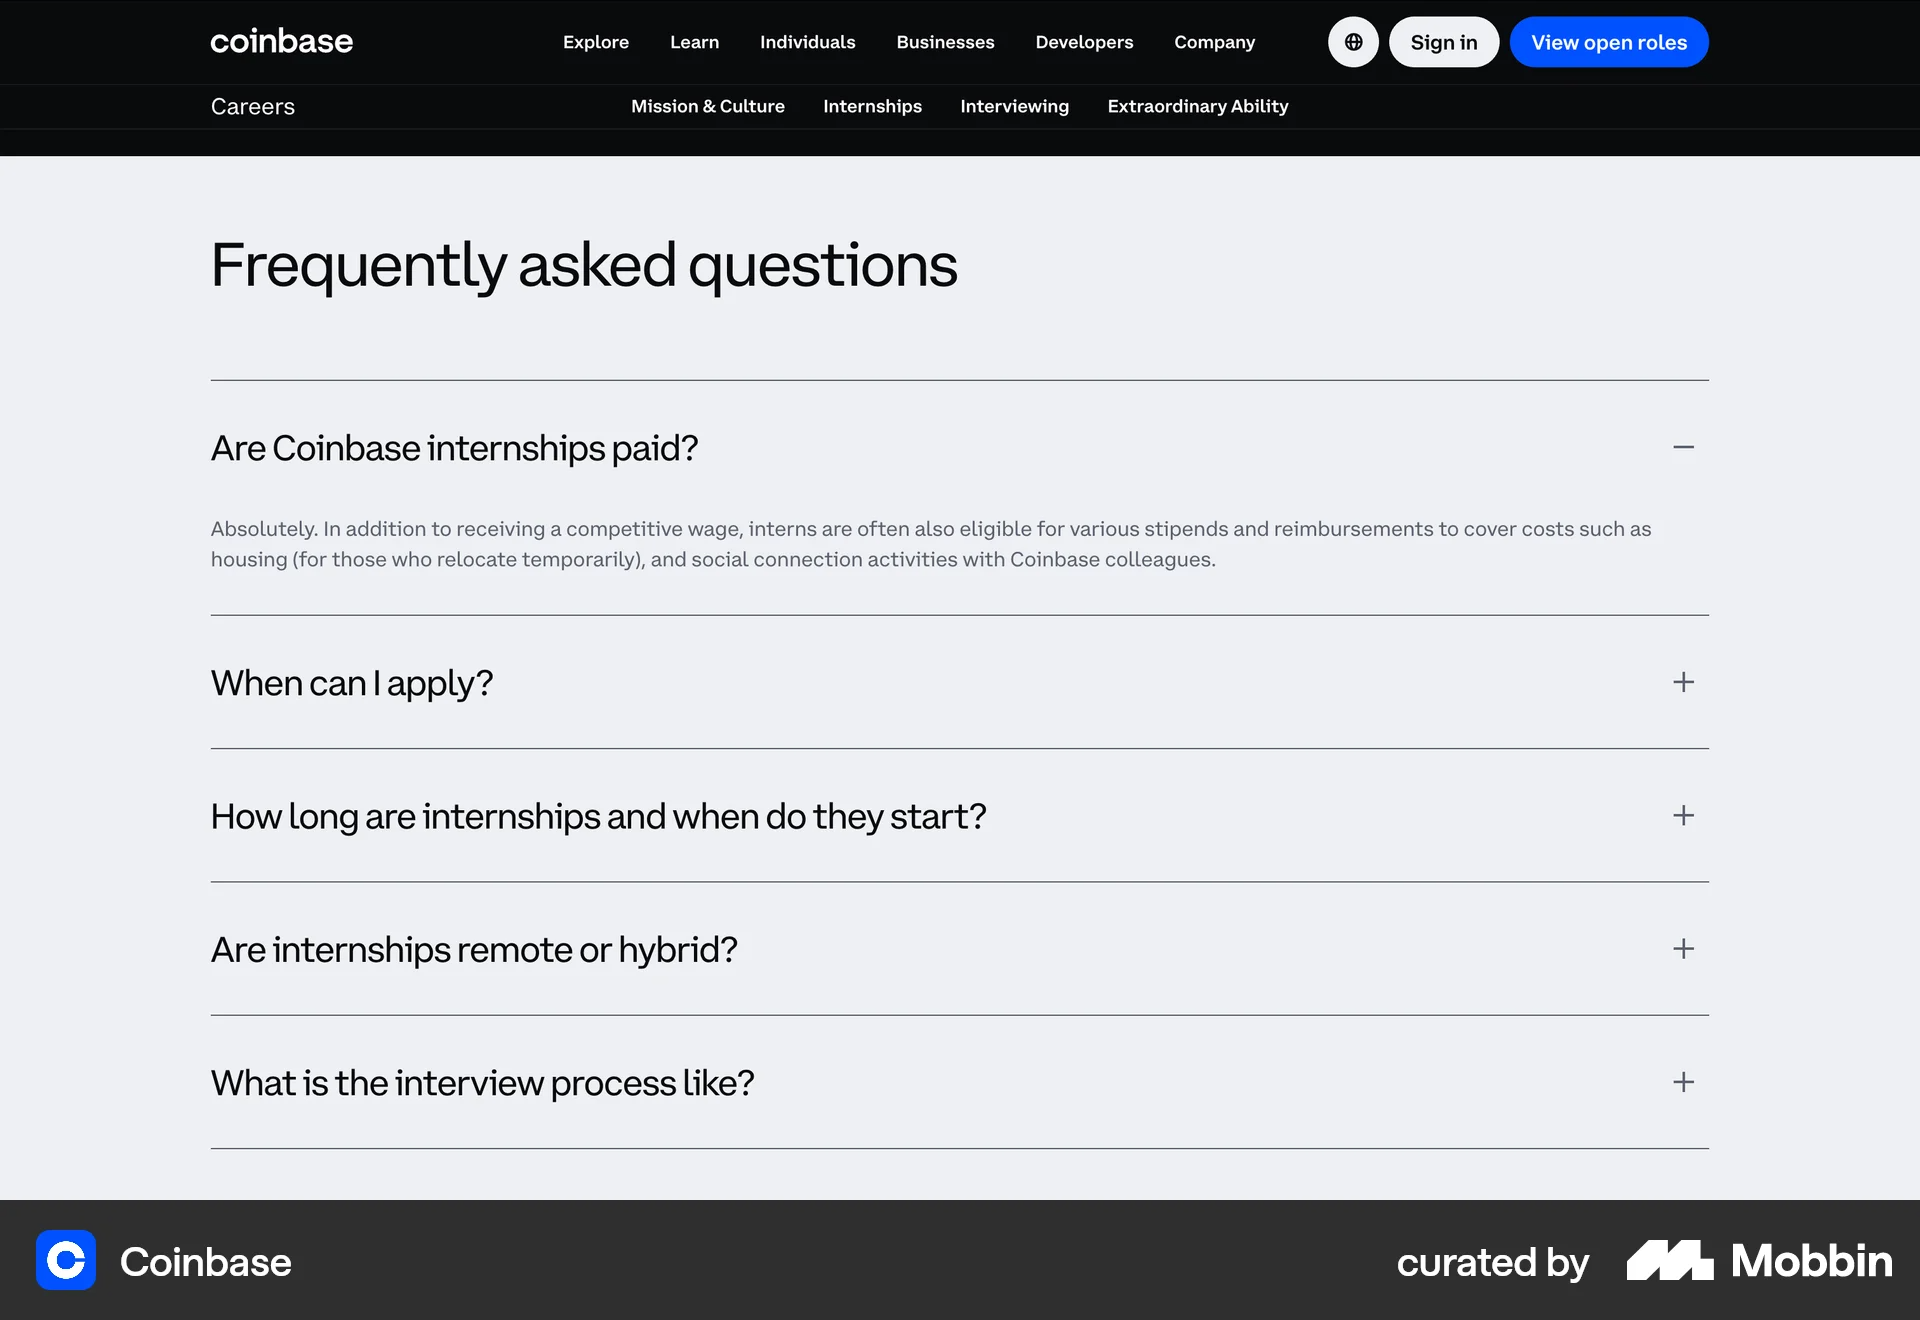 coinbase
Explore
Learn
Individuals
Businesses
Developers
Company
Sign in
View open roles
Careers
Mission & Culture
Internships
Interviewing
Extraordinary Ability
Frequently asked questions
Are Coinbase internships paid?
Absolutely. In addition to receiving a competitive wage, interns are often also eligible for various stipends and reimbursements to cover costs such as
housing (for those who relocate temporarily), and social connection activities with Coinbase colleagues.
When can I apply?
How long are internships and when do they start?
Are internships remote or hybrid?
What is the interview process like?
Coinbase
curated by
Mobbin